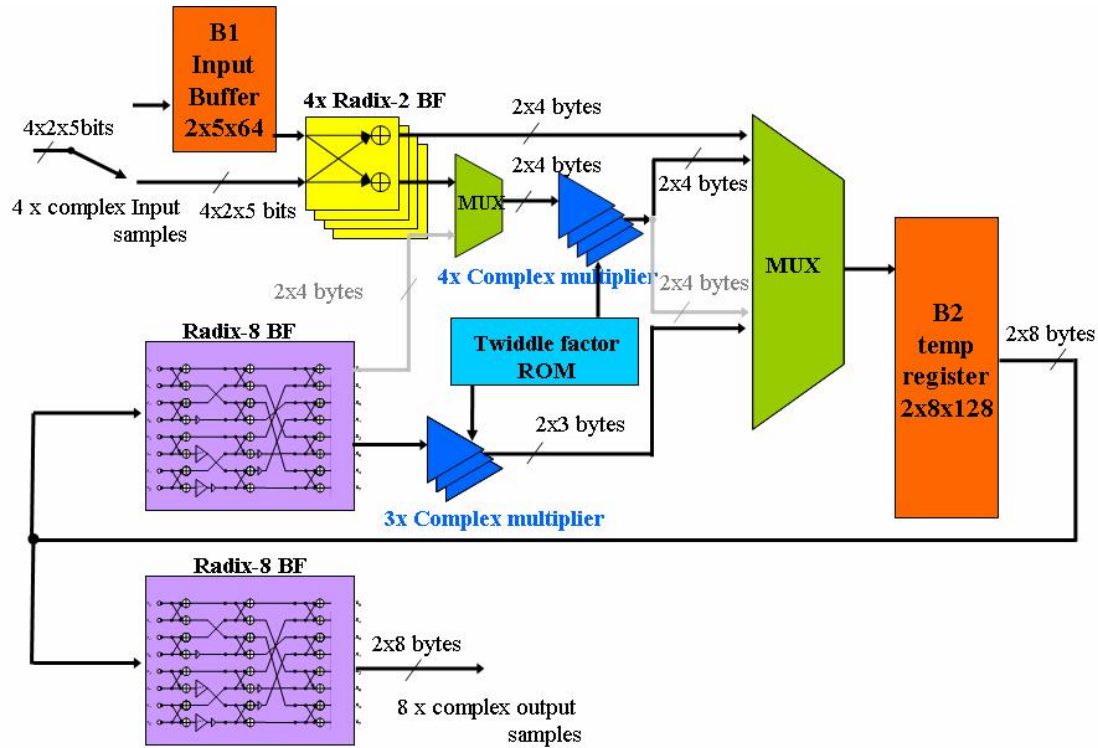 B1
Input
Buffer
2x5x64
4x Radix-2 BF
2x4 bytes
4x2x5bits
4 x complex Input
samples
4x2x5 bits
MUX
2x4 bytes
2x4 bytes
4x Complex multiplier
2x4 bytes
2x4 bytes
MUX
B2
temp
register
2x8x128
2x8 bytes
Radix-8 BF
Twiddle factor
ROM
2x3 bytes
3x Complex multiplier
Radix-8 BF
2x8 bytes
8 x complex output
samples